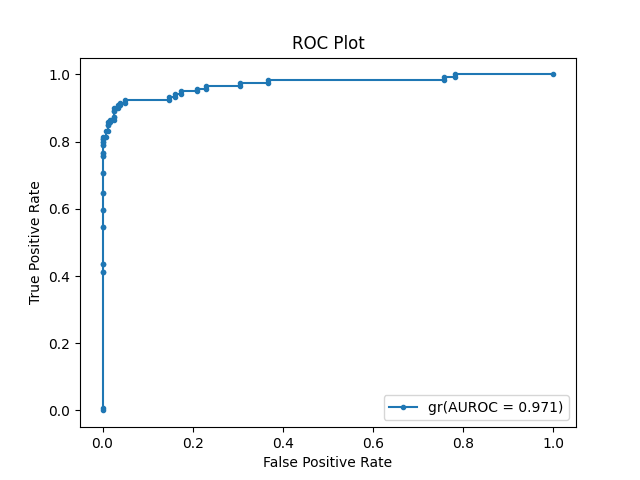 ROC Plot
1.0
0.8
0.6
0.4
0.2
0.0
True Positive Rate
gr(AUROC = 0.971)
0.0 0.2 0.4 0.6 0.8 1.0
False Positive Rate